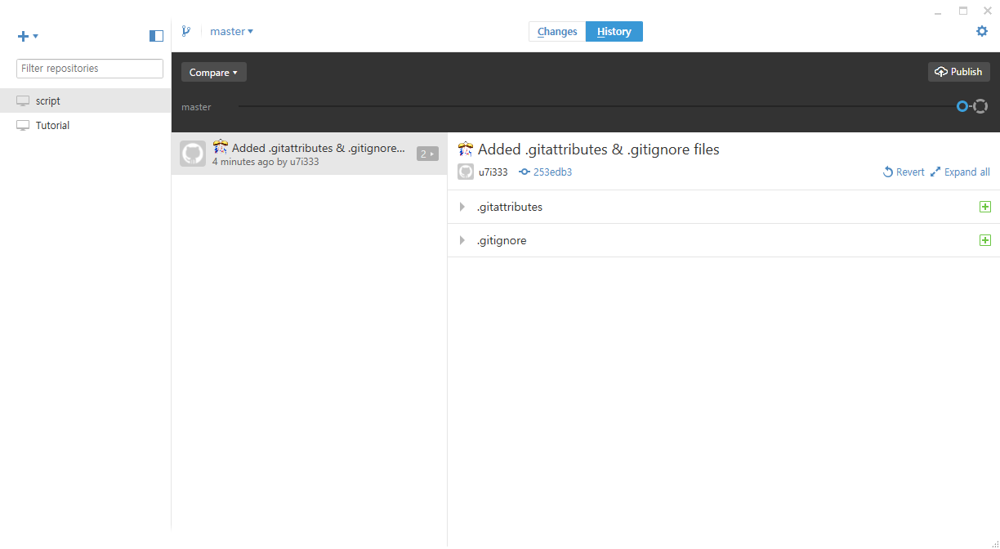 master
Changes
History
Filter repositories
script
Tutorial
Compare
Publish
master
Added .gitattributes & .gitignore...
4 minutes ago by u7i333
2
Added .gitattributes & .gitignore files
u7i333
253edb3
Revert
Expand all
.gitattributes
.gitignore